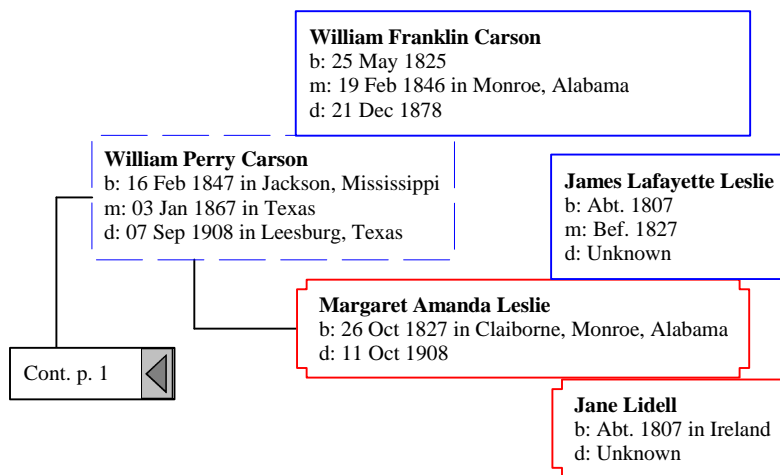 William Franklin Carson
b: 25 May 1825
m: 19 Feb 1846 in Monroe, Alabama
d: 21 Dec 1878
William Perry Carson
b: 16 Feb 1847 in Jackson, Mississippi
m: 03 Jan 1867 in Texas
d: 07 Sep 1908 in Leesburg, Texas
James Lafayette Leslie
b: Abt. 1807
m: Bef. 1827
d: Unknown
Margaret Amanda Leslie
b: 26 Oct 1827 in Claiborne, Monroe, Alabama
d: 11 Oct 1908
Cont. p. 1
Jane Lidell
b: Abt. 1807 in Ireland
d: Unknown